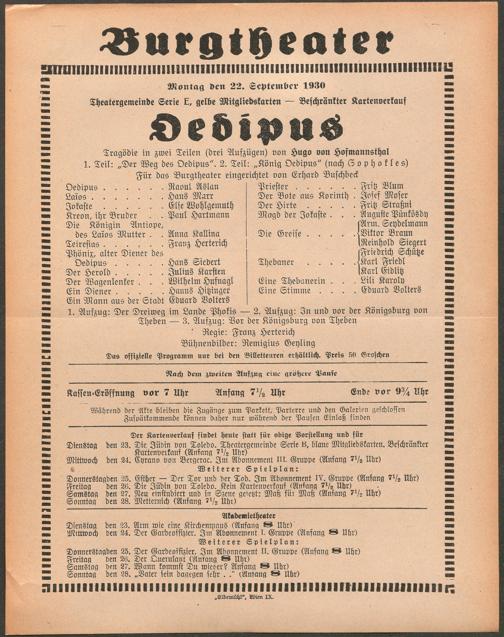 Burgtheater
Montag den 22. September 1930
Theatergemeinde Serie E, gelbe Mitgliedskarten — Beschränkter Kartenverkauf
Oedipus
Tragödie in zwei Teilen (drei Aufzügen) von Hugo von Hofmannsthal
1. Teil: „Der Weg des Oedipus“. 2. Teil: „König Oedipus“ (nach Sophokles)
Für das Burgtheater eingerichtet von Erhard Buschbeck
Oedipus . . . . . . . Raoul Aslan
Laïos . . . . . . . Hans Marr
Jokaste . . . . . . . Else Wohlgemuth
Kreon, ihr Bruder . . . Paul Hartmann
Die Königin Antiope,
des Laïos Mutter . . Anna Kallina
Teiresias . . . . . . Franz Herterich
Phönix, alter Diener des
Oedipus . . . . . . Hans Siebert
Der Herold . . . . . Julius Karsten
Der Wagenlenker . . . Wilhelm Hufnagl
Ein Diener . . . . . Hanns Hitzinger
Ein Mann aus der Stadt Eduard Volters
Priester . . . . . . Fritz Blum
Der Bote aus Korinth . Josef Moser
Der Hirte . . . . . . Fritz Straßni
Magd der Jokaste . . . Auguste Pünkösdy
Die Greise . . . . . Arm. Seydelmann
Viktor Braun
Reinhold Siegert
Friedrich Schütze
Thebaner . . . . . Karl Friedl
Karl Eidlitz
Eine Thebanerin . . . Lili Karoly
Eine Stimme . . . . Eduard Volters
1. Aufzug: Der Dreiweg im Lande Phokis — 2. Aufzug: In und vor der Königsburg von
Theben — 3. Aufzug: Vor der Königsburg von Theben
Regie: Franz Herterich
Bühnenbilder: Remigius Geyling
Das offizielle Programm nur bei den Billetteuren erhältlich, Preis 50 Groschen
Nach dem zweiten Aufzug eine größere Pause
Kassen-Eröffnung vor 7 Uhr Anfang 7½ Uhr Ende vor 9¾ Uhr
Während der Akte bleiben die Zugänge zum Parkett, Parterre und den Galerien geschlossen
Zuspätkommende können daher nur während der Pausen Einlaß finden
Der Kartenverkauf findet heute statt für obige Vorstellung und für
Dienstag den 23. Die Jüdin von Toledo. Theatergemeinde Serie B, blaue Mitgliedskarten. Beschränkter
Kartenverkauf (Anfang 7½ Uhr)
Mittwoch den 24. Cyrano von Bergerac. Im Abonnement III. Gruppe (Anfang 7½ Uhr)
Weiterer Spielplan:
Donnerstag den 25. Esther — Der Tor und der Tod. Im Abonnement IV. Gruppe (Anfang 7½ Uhr)
Freitag den 26. Die Jüdin von Toledo. Kein Kartenverkauf (Anfang 7½ Uhr)
Samstag den 27. Neu einstudiert und in Szene gesetzt: Maß für Maß (Anfang 7½ Uhr)
Sonntag den 28. Metternich (Anfang 7½ Uhr)
Akademietheater
Dienstag den 23. Arm wie eine Kirchenmaus (Anfang 8 Uhr)
Mittwoch den 24. Der Gardeoffizier. Im Abonnement I. Gruppe (Anfang 8 Uhr)
Weiterer Spielplan:
Donnerstag den 25. Der Gardeoffizier. Im Abonnement II. Gruppe (Anfang 8 Uhr)
Freitag den 26. Der Querulant (Anfang 8 Uhr)
Samstag den 27. Wann kommst Du wieder? (Anfang 8 Uhr)
Sonntag den 28. „Vater sein dagegen sehr . .“ (Anfang 8 Uhr)
„Elbemühl“, Wien IX.